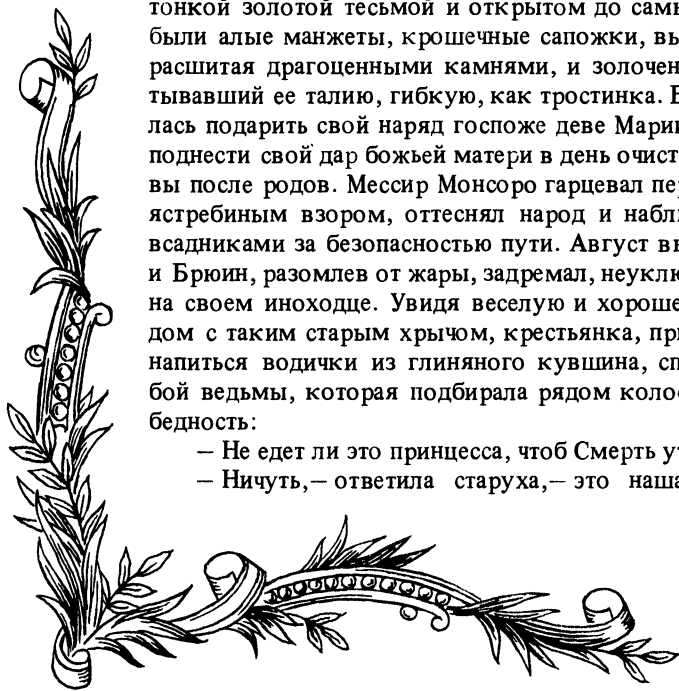 тонкой золотой тесьмой и открытом до самы
были алые манжеты, крошечные сапожки, вы
расшитая драгоценными камнями, и золочен
тывавший ее талию, гибкую, как тростинка. Е
лась подарить свой наряд госпоже деве Марии
поднести свой дар божьей матери в день очист
вы после родов. Мессир Монсоро гарцевал пер
ястребиным взором, оттеснял народ и набл
всадниками за безопасностью пути. Август вы
и Брюин, разомлев от жары, задремал, неуклю
на своем иноходце. Увидя веселую и хороше
дом с таким старым хрычом, крестьянка, при
напиться водички из глиняного кувшина, сп
бой ведьмы, которая подбирала рядом колос
бедность:
— Не едет ли это принцесса, чтоб Смерть у
— Ничуть,— ответила старуха,— это наша